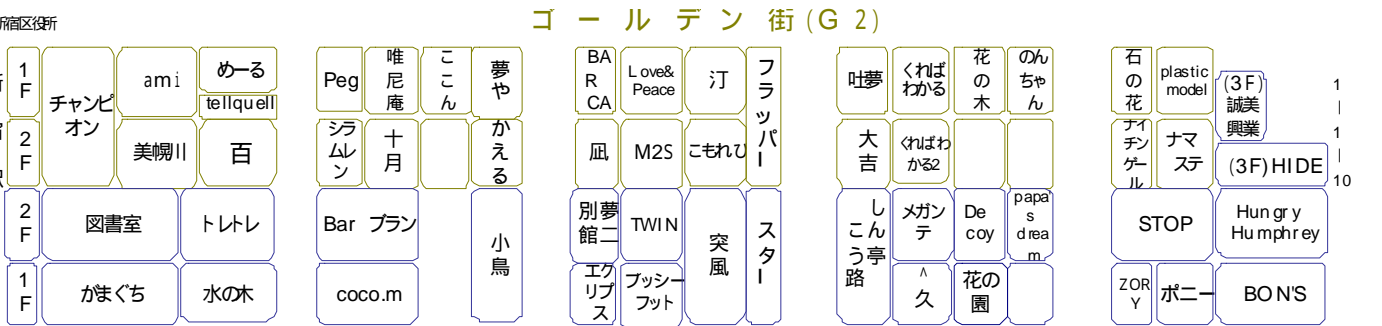 新宿区役所
ゴールデン街(G2)
1F
チャンピオン
ami
めーる
tellquell
2F
美幌川
百
2F
図書室
トレトレ
1F
がまぐち
水の木
Peg
唯尼庵
ここん
夢や
シラムレン
十月
かえる
Bar プラン
小鳥
coco.m
BARCA
Love&
Peace
汀
フラッパー
凪
M2S
こもれび
別館
夢二
TWIN
突風
スター
エクリプス
プッシー
フット
吐夢
くれば
わかる
花の木
のんちゃん
大吉
くればわ
かる2
しん亭
こう路
メガンテ
De
coy
papa's dream
^
久
花の園
石の花
plastic
model
(3F)
誠美
興業
1|1|10
ナイチンゲール
ナマステ
(3F)HIDE
STOP
Hungry
Humphrey
ZORY
ポニー
BON'S